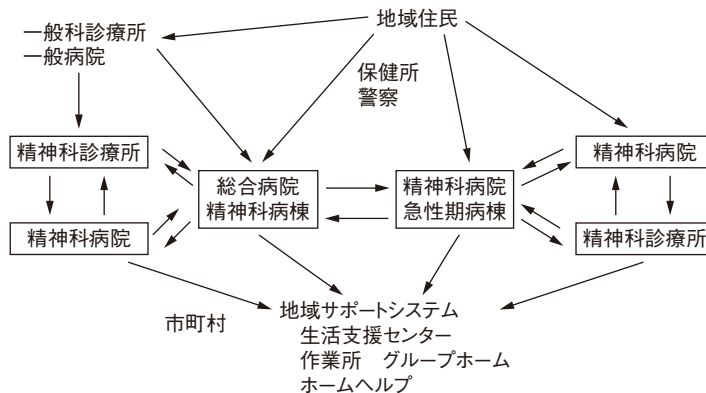 地域住民
一般科診療所
一般病院
保健所
警察
精神科診療所
精神科病院
総合病院
精神科病棟
精神科病院
急性期病棟
精神科病院
精神科診療所
市町村
地域サポートシステム
生活支援センター
作業所　グループホーム
ホームヘルプ